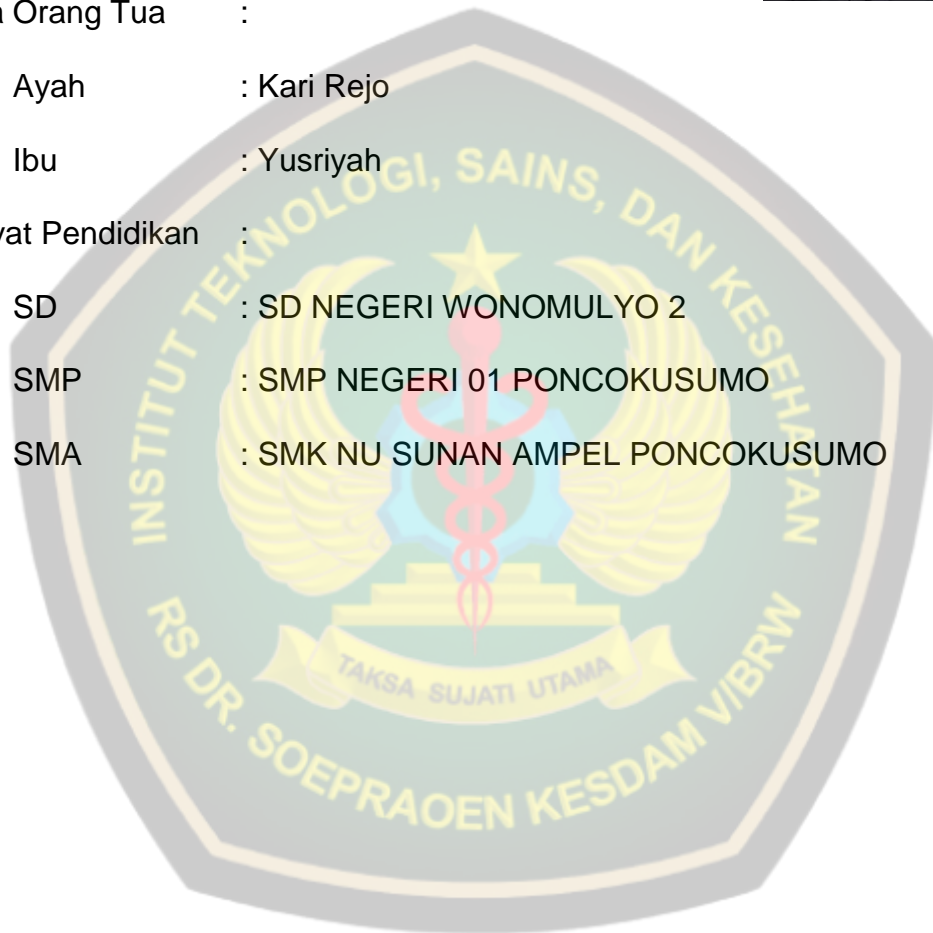 Orang Tua :
Ayah : Kari Rejo
Ibu : Yusriyah
Pendidikan :
SD : SD NEGERI WONOMULYO 2
SMP : SMP NEGERI 01 PONCOKUSUMO
SMA : SMK NU SUNAN AMPEL PONCOKUSUMO
INSTITUT TEKNOLOGI, SAINS, DAN KESEHATAN
TAKSA SUJATI UTAMA
RS DR. SOEPRAOEN KESDAM V/BRW